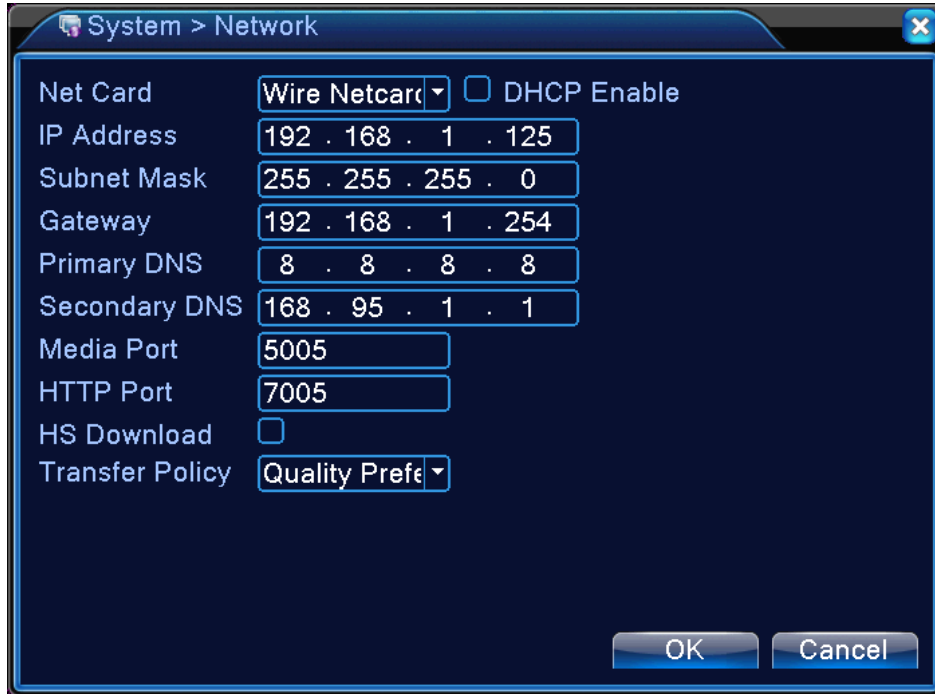 System > Network
Net Card Wire Netcard DHCP Enable
IP Address 192 . 168 . 1 . 125
Subnet Mask 255 . 255 . 255 . 0
Gateway 192 . 168 . 1 . 254
Primary DNS 8 . 8 . 8 . 8
Secondary DNS 168 . 95 . 1 . 1
Media Port 5005
HTTP Port 7005
HS Download
Transfer Policy Quality Prefe
OK Cancel